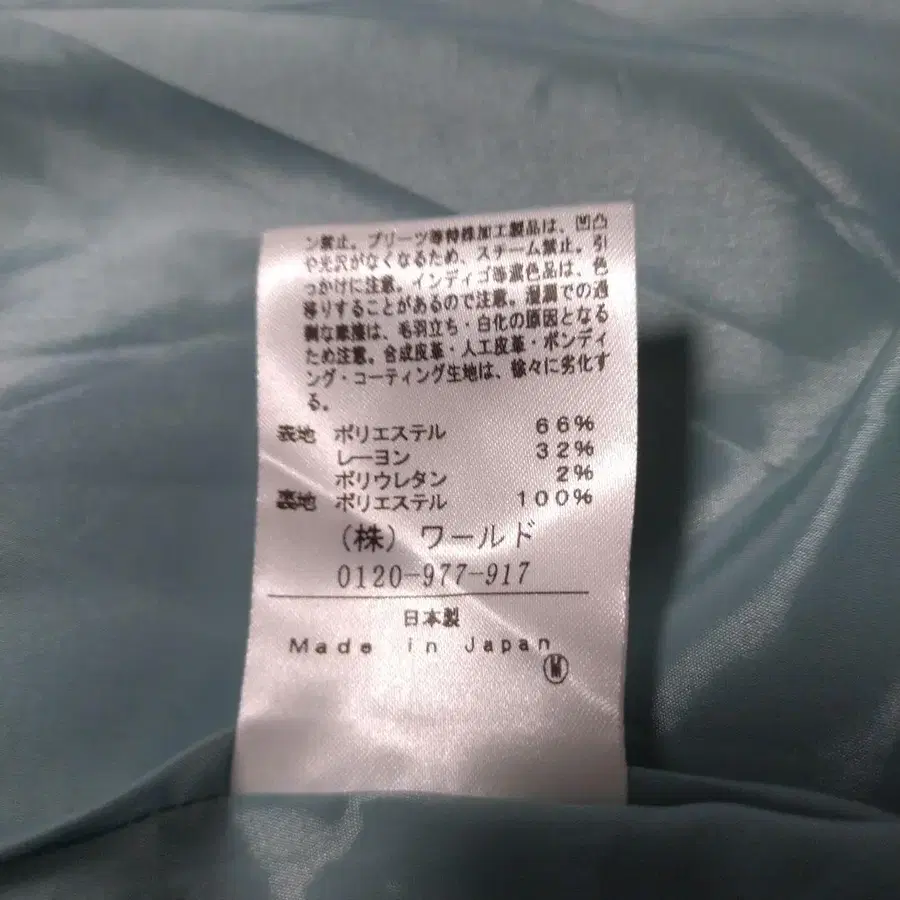 凹凸
ン禁止。プリーツ等特殊加工製品は、
や光沢がなくなるため、スチーム禁止。引
っかけに注意。インディゴ等濃色品は、色
移りすることがあるので注意。湿潤での過
剰な摩擦は、毛羽立ち・白化の原因となる
ため注意。合成皮革・人工皮革・ボンディ
ング・コーティング生地は、徐々に劣化す
る。
表地 ポリエステル 66%
レーヨン 32%
ポリウレタン 2%
裏地 ポリエステル 100%
(株) ワールド
0120-977-917
日本製
Made in Japan
M